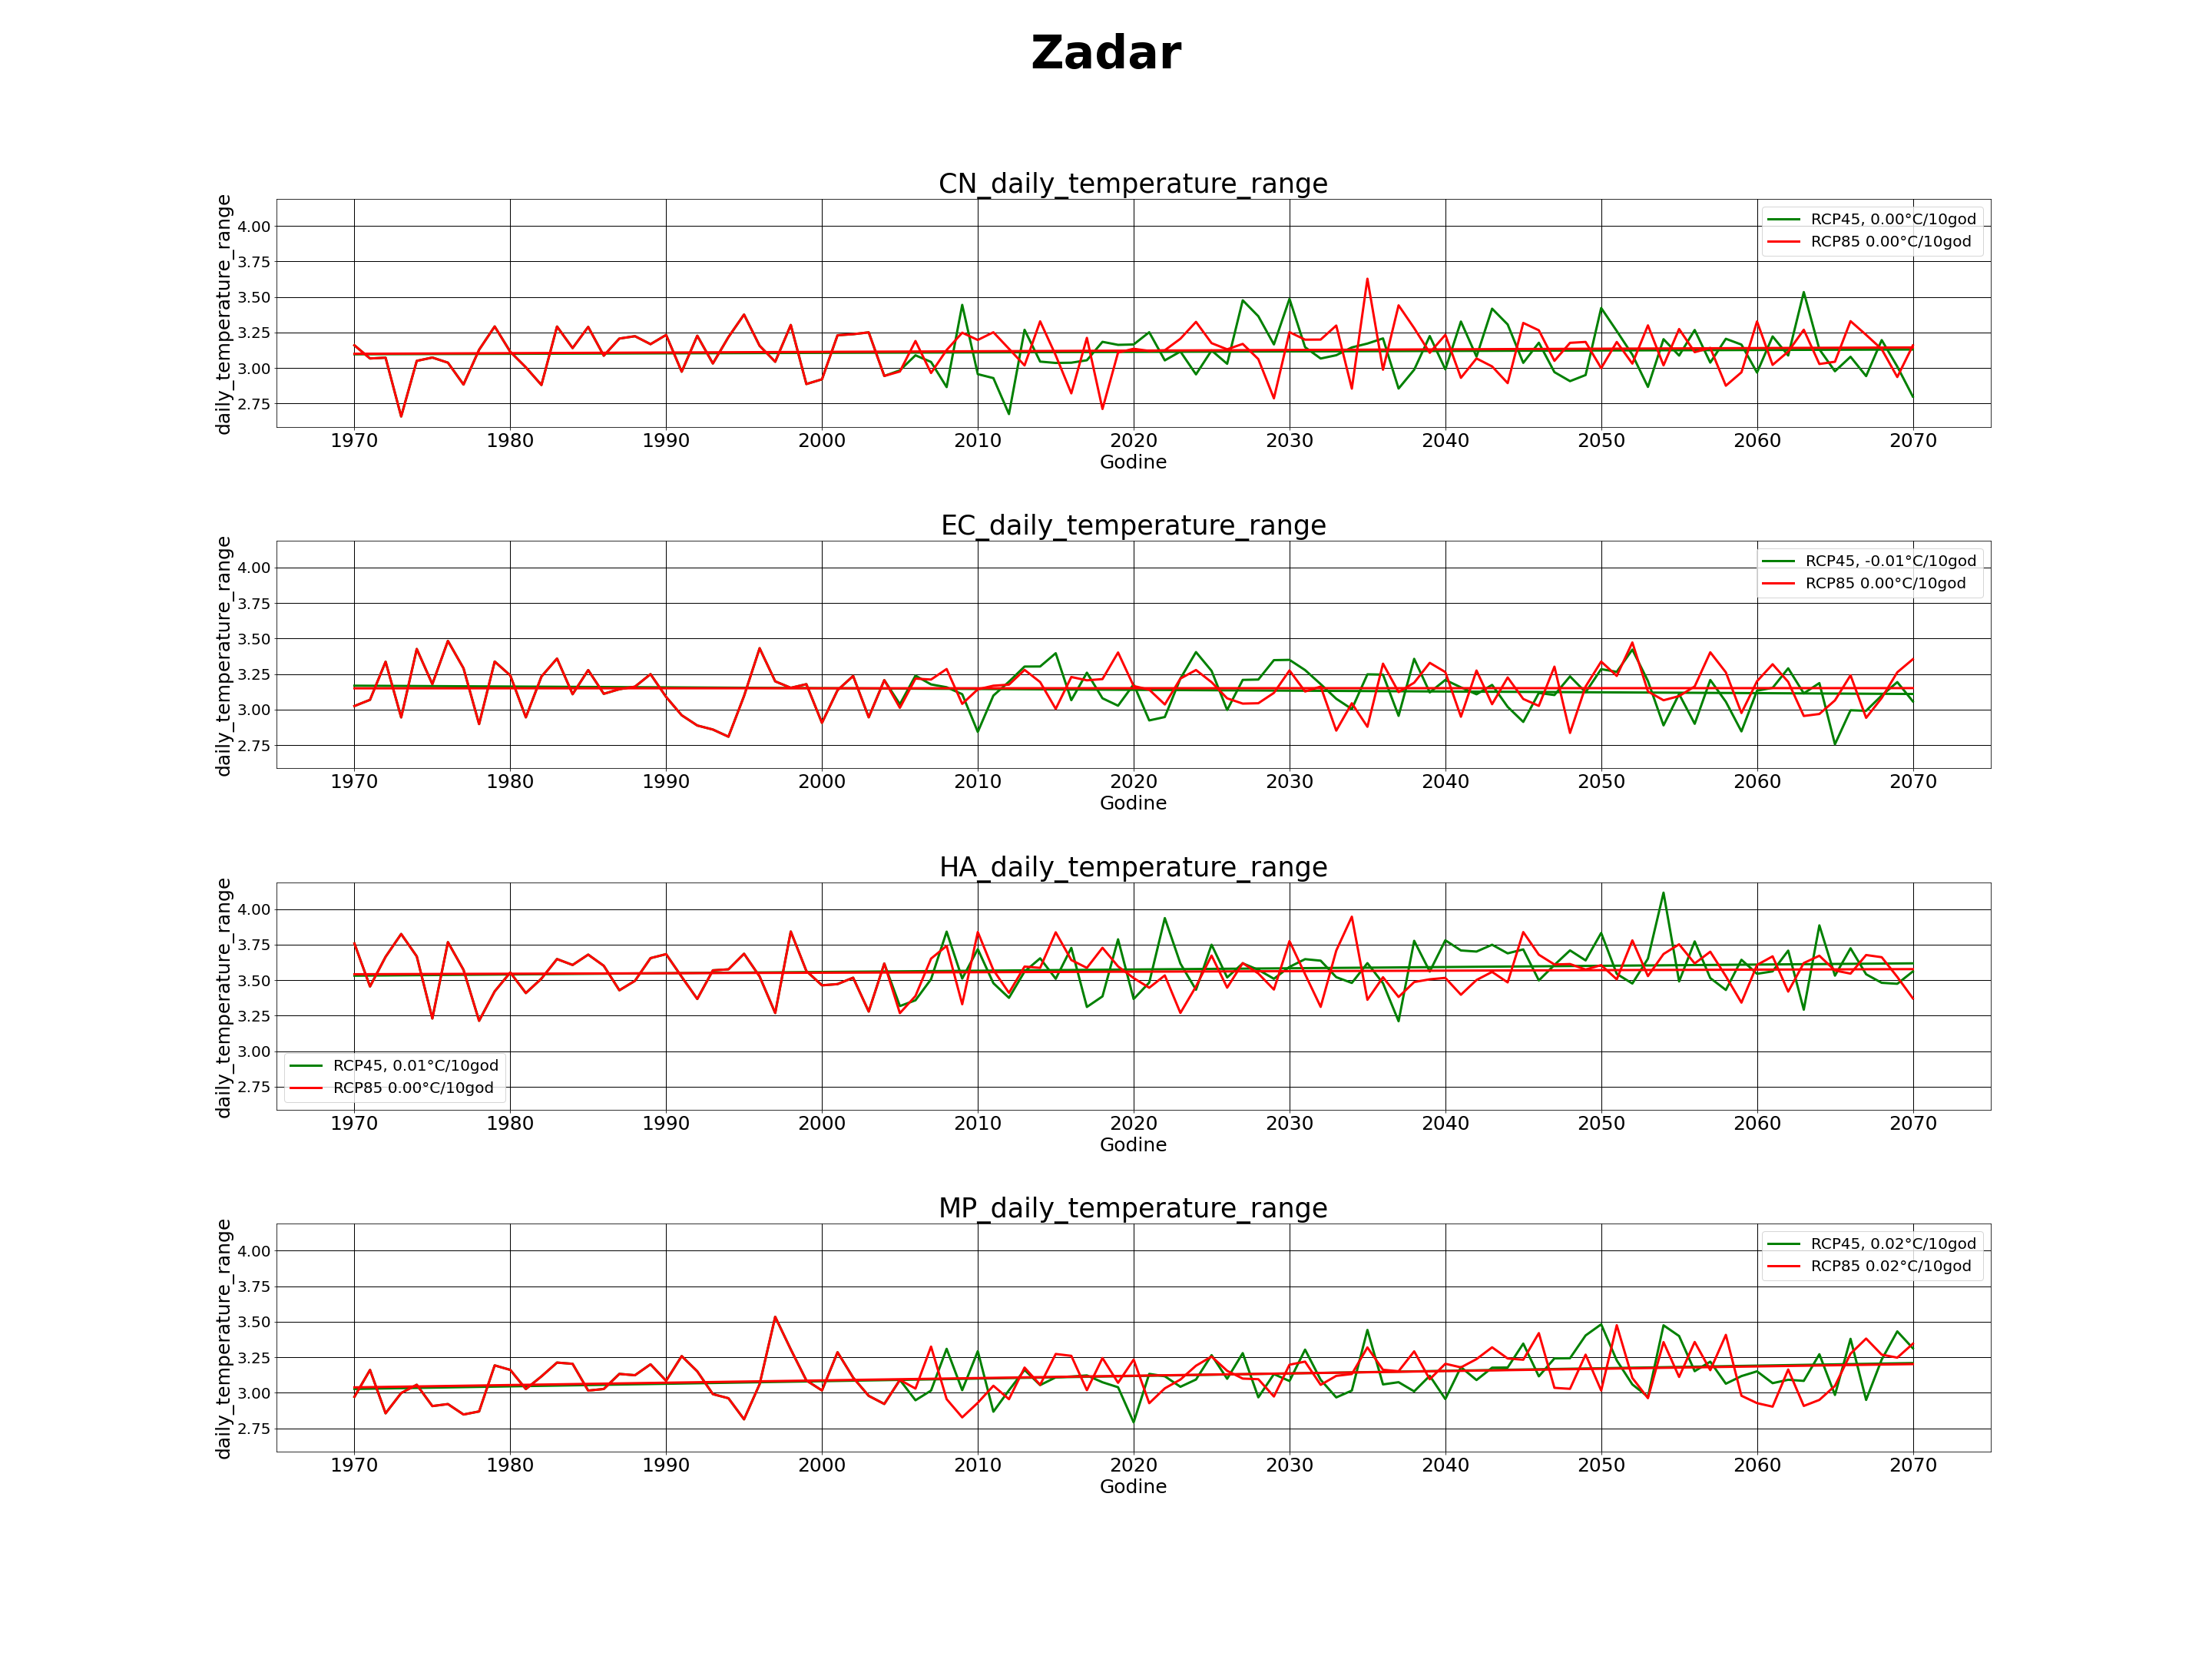 Zadar
CN_daily_temperature_range
daily_temperature_range
4.00
3.75
3.50
3.25
3.00
2.75
RCP45, 0.00°C/10god
RCP85 0.00°C/10god
1970 1980 1990 2000 2010 2020 2030 2040 2050 2060 2070
Godine
EC_daily_temperature_range
daily_temperature_range
4.00
3.75
3.50
3.25
3.00
2.75
RCP45, -0.01°C/10god
RCP85 0.00°C/10god
1970 1980 1990 2000 2010 2020 2030 2040 2050 2060 2070
Godine
HA_daily_temperature_range
daily_temperature_range
4.00
3.75
3.50
3.25
3.00
2.75
RCP45, 0.01°C/10god
RCP85 0.00°C/10god
1970 1980 1990 2000 2010 2020 2030 2040 2050 2060 2070
Godine
MP_daily_temperature_range
daily_temperature_range
4.00
3.75
3.50
3.25
3.00
2.75
RCP45, 0.02°C/10god
RCP85 0.02°C/10god
1970 1980 1990 2000 2010 2020 2030 2040 2050 2060 2070
Godine